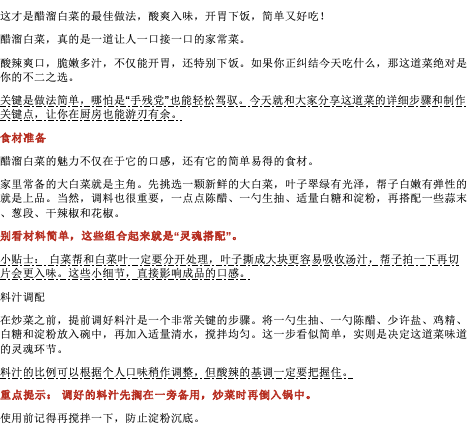 这才是醋溜白菜的最佳做法，酸爽入味，开胃下饭，简单又好吃！
醋溜白菜，真的是一道让人一口接一口的家常菜。
酸辣爽口，脆嫩多汁，不仅能开胃，还特别下饭。如果你正纠结今天吃什么，那这道菜绝对是
你的不二之选。
关键是做法简单，哪怕是“手残党”也能轻松驾驭。今天就和大家分享这道菜的详细步骤和制作
关键点，让你在厨房也能游刃有余。
食材准备
醋溜白菜的魅力不仅在于它的口感，还有它的简单易得的食材。
家里常备的大白菜就是主角。先挑选一颗新鲜的大白菜，叶子翠绿有光泽，帮子白嫩有弹性的
就是上品。当然，调料也很重要，一点点陈醋、一勺生抽、适量白糖和淀粉，再搭配一些蒜末
、葱段、干辣椒和花椒。
别看材料简单，这些组合起来就是“灵魂搭配”。
小贴士： 白菜帮和白菜叶一定要分开处理，叶子撕成大块更容易吸收汤汁，帮子拍一下再切
片会更入味。这些小细节，直接影响成品的口感。
料汁调配
在炒菜之前，提前调好料汁是一个非常关键的步骤。将一勺生抽、一勺陈醋、少许盐、鸡精、
白糖和淀粉放入碗中，再加入适量清水，搅拌均匀。这一步看似简单，实则是决定这道菜味道
的灵魂环节。
料汁的比例可以根据个人口味稍作调整，但酸辣的基调一定要把握住。
重点提示： 调好的料汁先搁在一旁备用，炒菜时再倒入锅中。
使用前记得再搅拌一下，防止淀粉沉底。